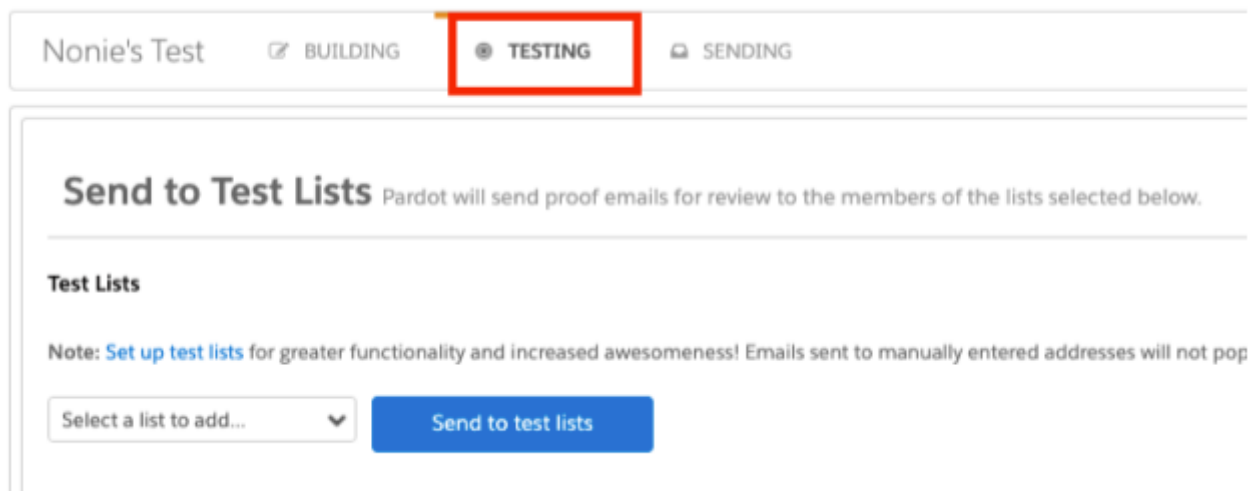 Nonie's Test BUILDING TESTING SENDING
Send to Test Lists Pardot will send proof emails for review to the members of the lists selected below.
Test Lists
Note: Set up test lists for greater functionality and increased awesomeness! Emails sent to manually entered addresses will not pop
Select a list to add... Send to test lists